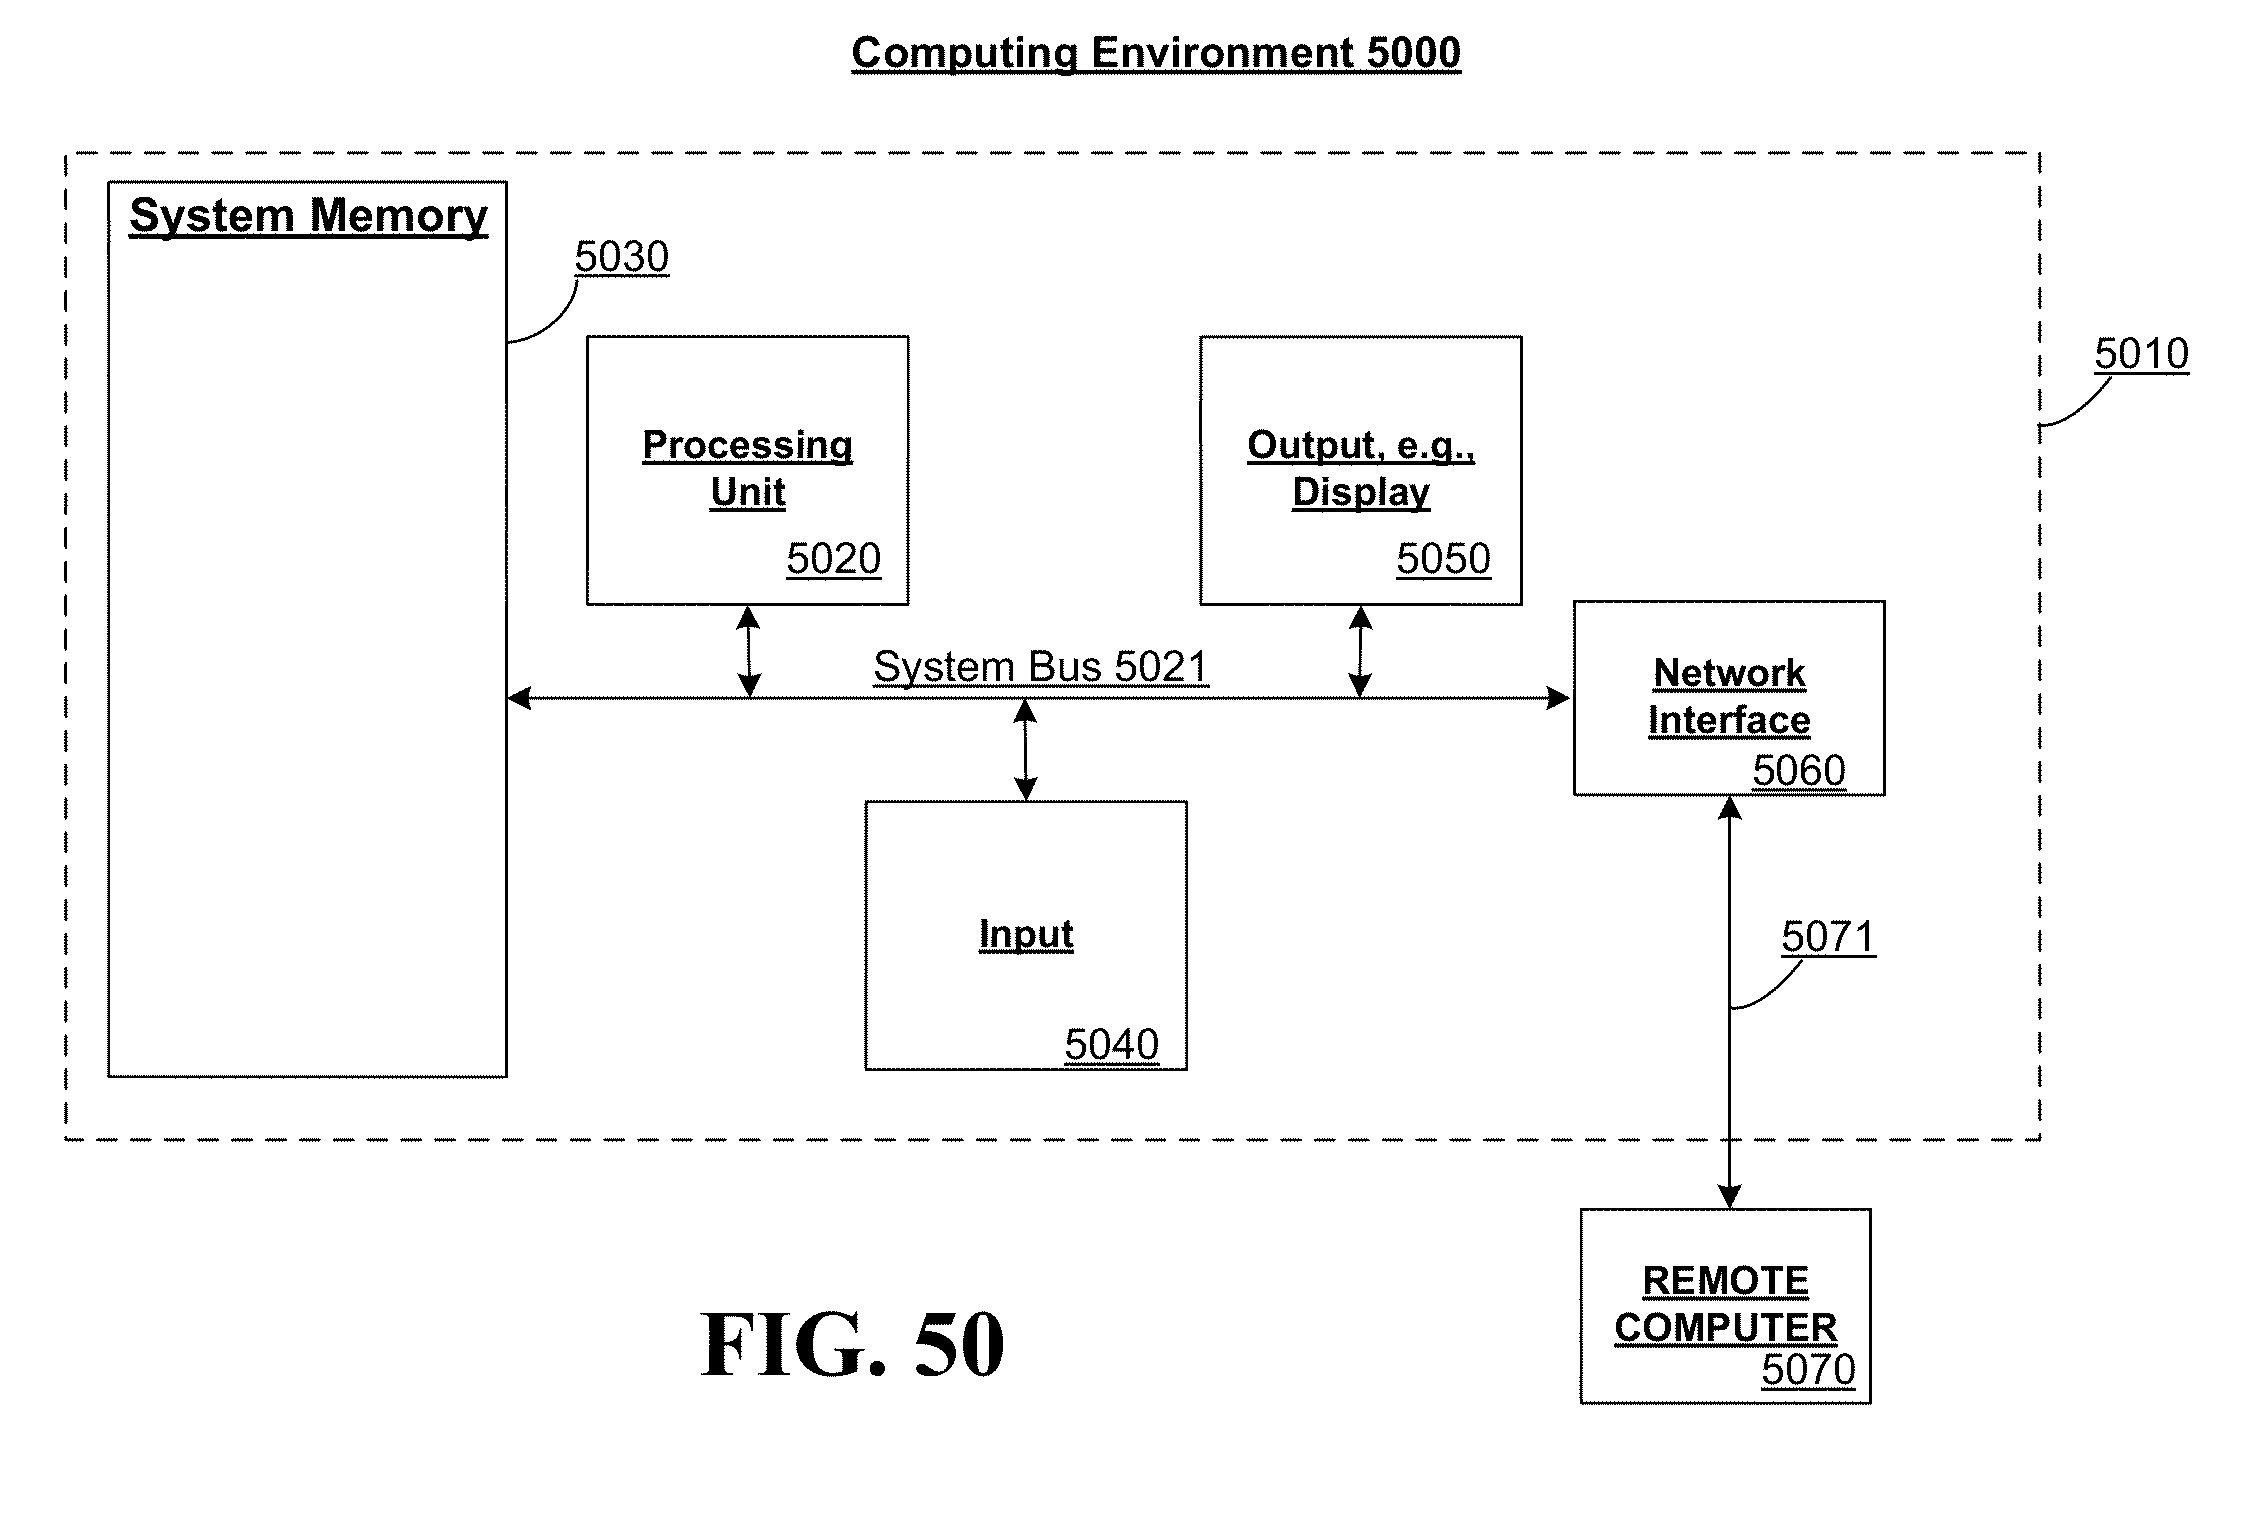 Computing Environment 5000
System Memory
5030
5010
Processing
Unit
5020
Output, e.g.,
Display
5050
System Bus 5021
Network
Interface
5060
Input
5040
5071
REMOTE
COMPUTER
5070
FIG. 50